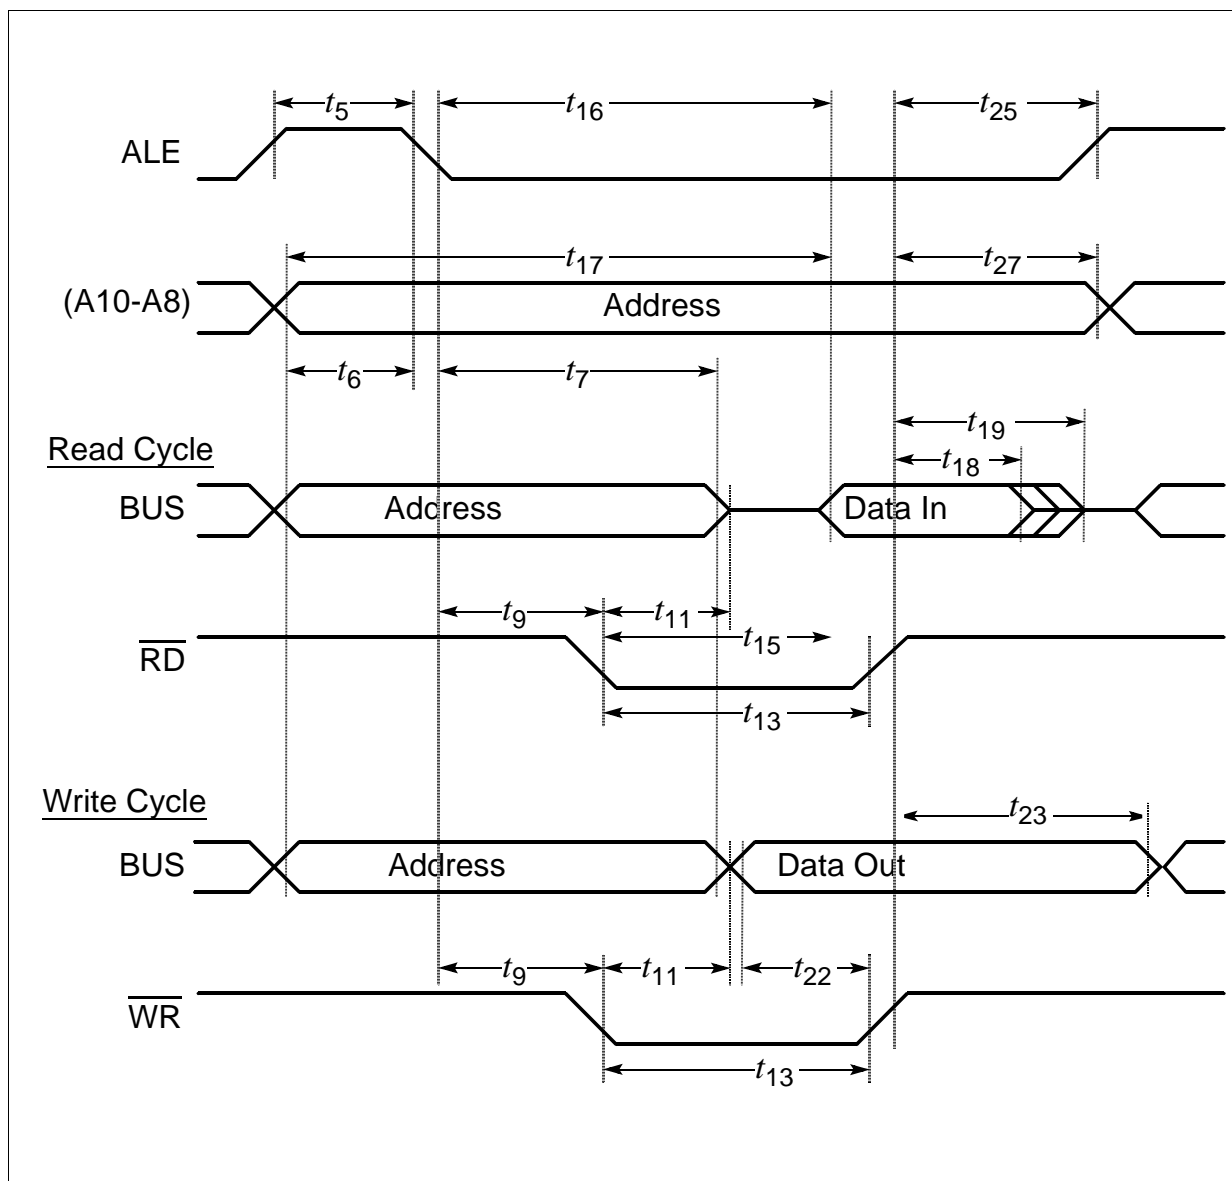 t5 t16 t25
ALE
t17 t27
(A10-A8) Address
t6 t7
t19
Read Cycle
t18
BUS Address Data In
t9 t11
t15
RD
t13
Write Cycle
t23
BUS Address Data Out
t9 t11 t22
WR
t13